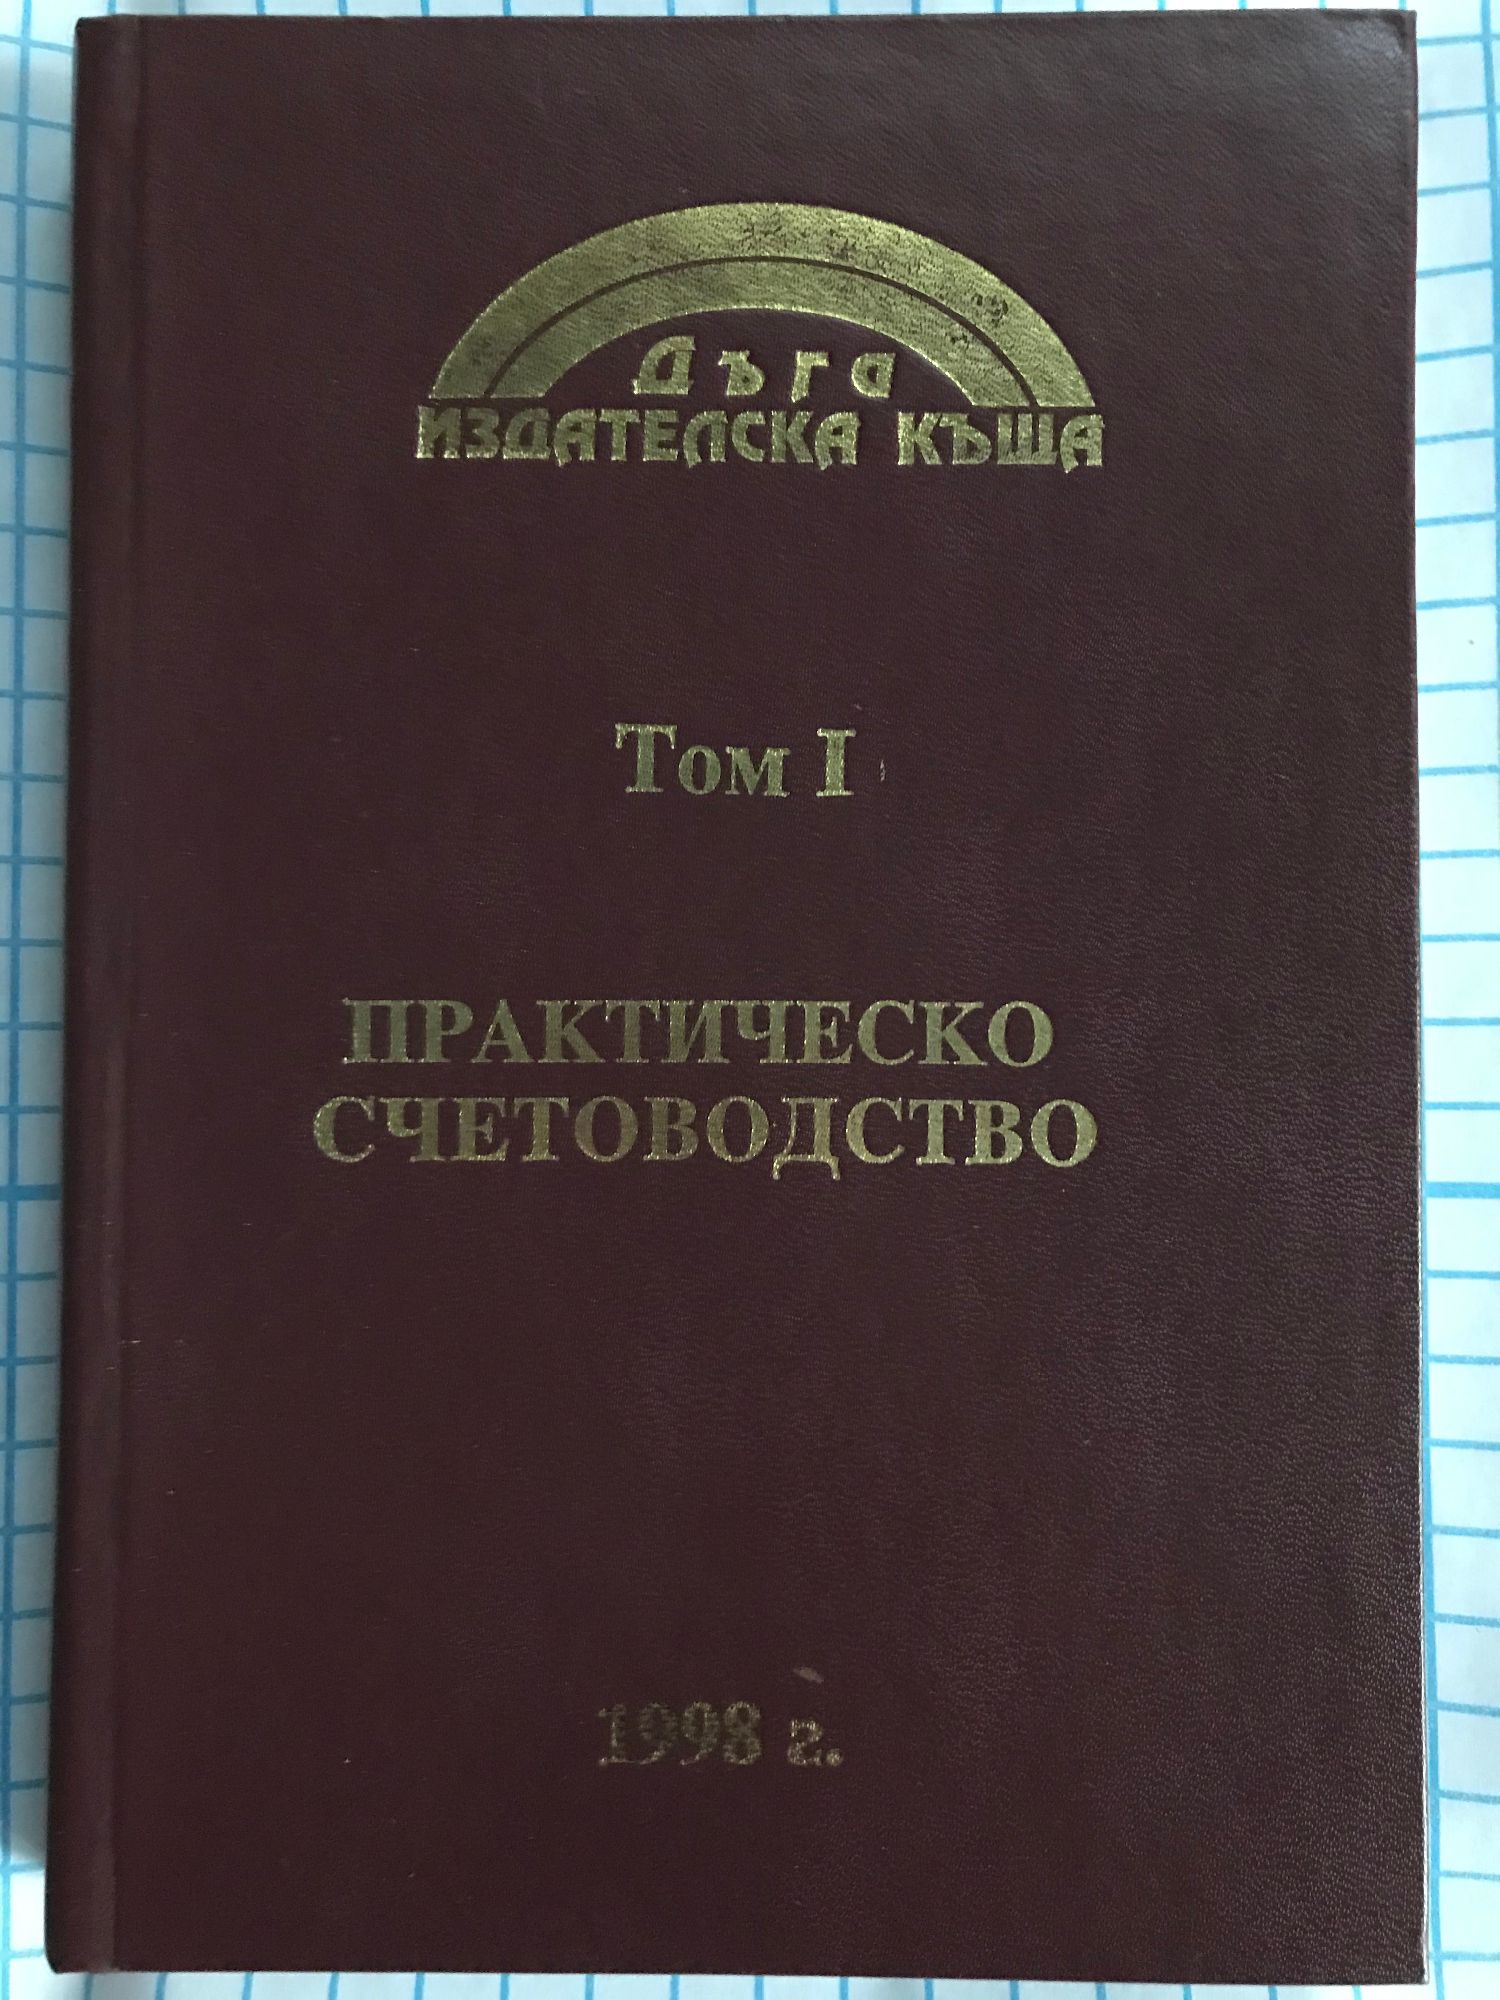 Дъга
ИЗДАТЕЛСКА КЪЩА
Том I
ПРАКТИЧЕСКО
СЧЕТОВОДСТВО
1998 г.